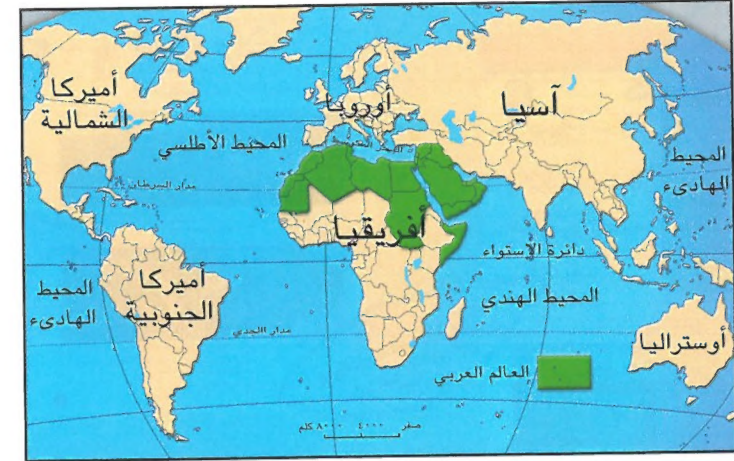 أميركا
الشمالية
أوروبا
آسيا
المحيط الأطلسي
المحيط
الهادىء
مدار السرطان
أفريقيا
دائرة الإستواء
أميركا
الجنوبية
المحيط
الهادىء
المحيط الهندي
مدار الجدي
أوستراليا
العالم العربي
صفر ٤٠٠٠ ٨٠٠٠ كلم